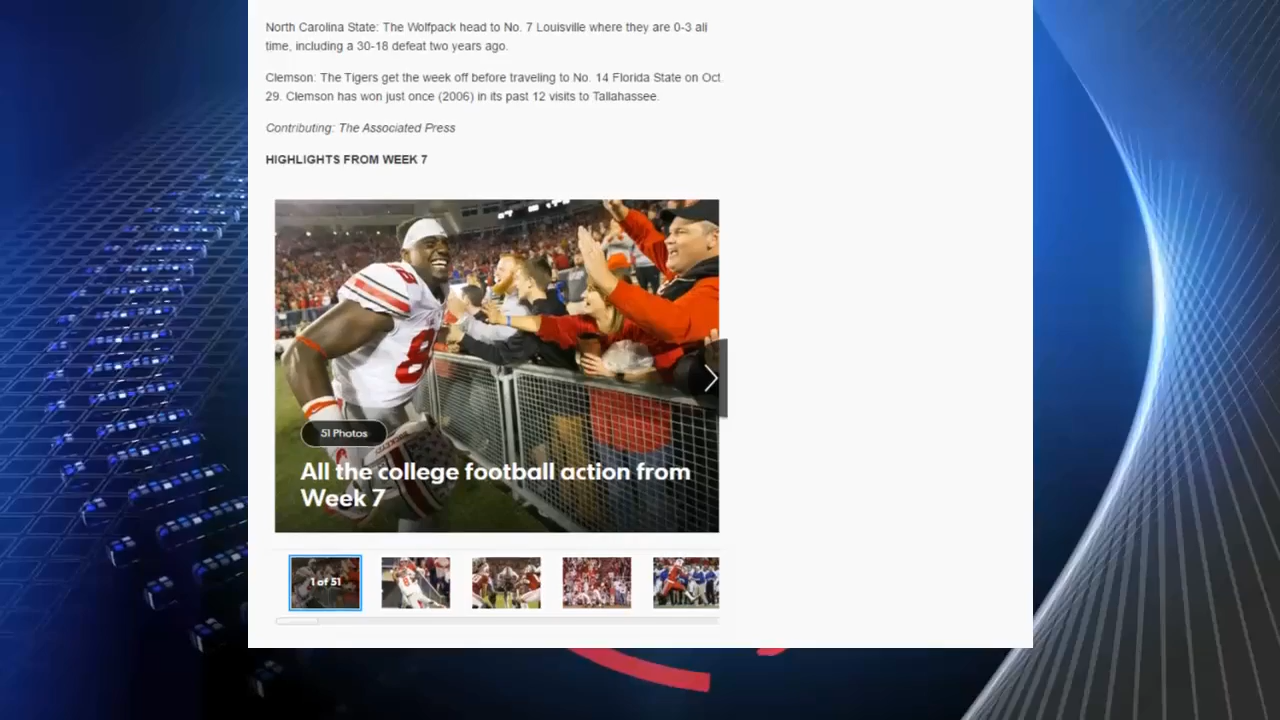 North Carolina State: The Wolfpack head to No. 7 Louisville where they are 0-3 all
time, including a 30-18 defeat two years ago.
Clemson: The Tigers get the week off before traveling to No. 14 Florida State on Oct.
29. Clemson has won just once (2006) in its past 12 visits to Tallahassee.
Contributing: The Associated Press
HIGHLIGHTS FROM WEEK 7
8
51 Photos
All the college football action from
Week 7
1 of 51